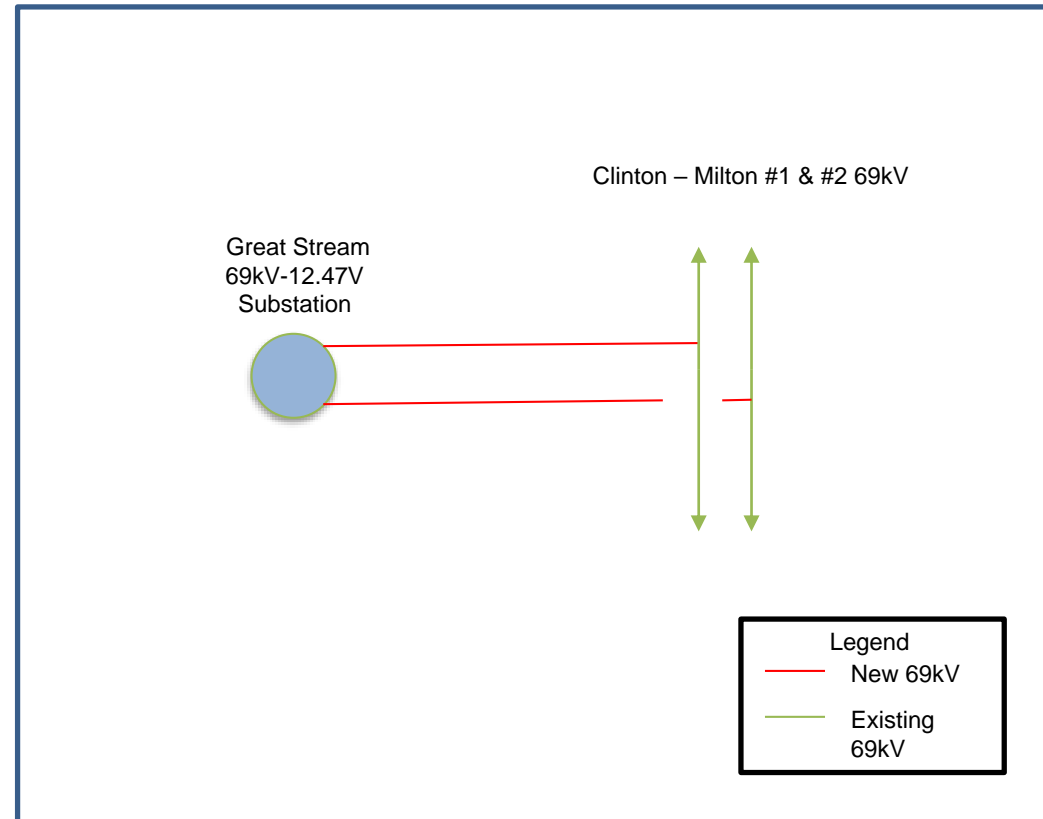 Clinton – Milton #1 & #2 69kV
Great Stream
69kV-12.47V
Substation
Legend
New 69kV
Existing
69kV